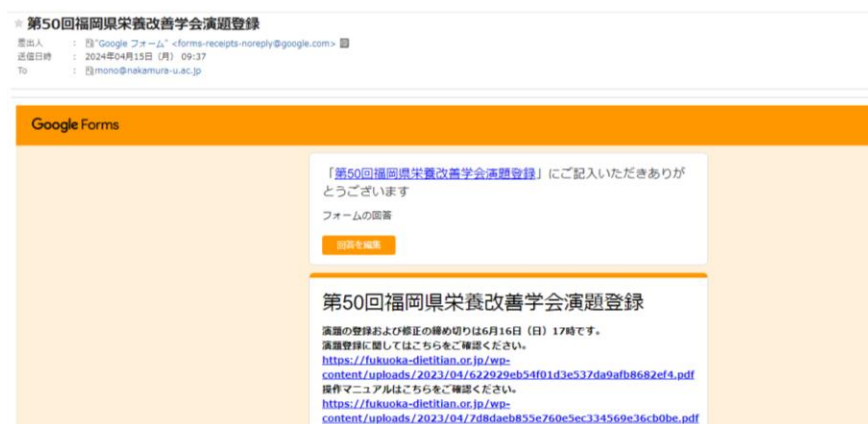 第50回福岡県栄養改善学会演題登録
差出人 : "Google フォーム" <forms-receipts-noreply@google.com>
送信日時 : 2024年04月15日（月） 09:37
To : mono@nakamura-u.ac.jp
Google Forms
「第50回福岡県栄養改善学会演題登録」にご記入いただきありが
とうございます
フォームの回答
回答を編集
第50回福岡県栄養改善学会演題登録
演題の登録および修正の締め切りは6月16日（日）17時です。
演題登録に関してはこちらをご確認ください。
https://fukuoka-dietitian.or.jp/wp-
content/uploads/2023/04/622929eb54f01d3e537da9afb8682ef4.pdf
操作マニュアルはこちらをご確認ください。
https://fukuoka-dietitian.or.jp/wp-
content/uploads/2023/04/7d8daeb855e760e5ec334569e36cb0be.pdf